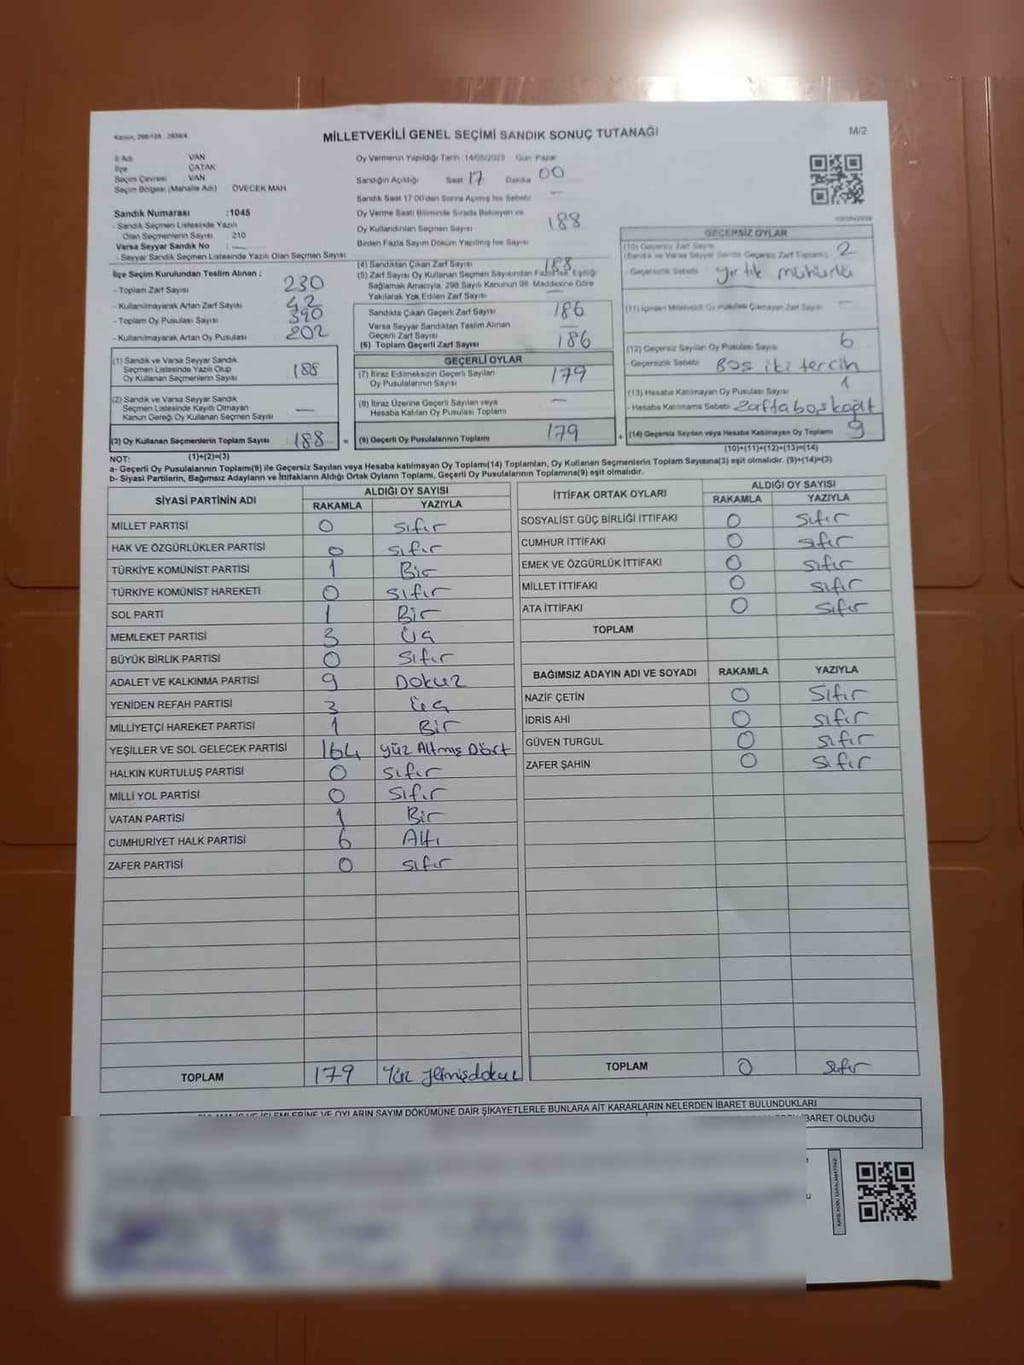 Kanun, 298/105 , 2839/4
MİLLETVEKİLİ GENEL SEÇİMİ SANDIK SONUÇ TUTANAĞI
M/2
İl Adı VAN
İlçe ÇATAK
Seçim Çevresi VAN
Seçim Bölgesi (Mahalle Adı) ÖVECEK MAH
Sandık Numarası :1045
- Sandık Seçmen Listesinde Yazılı
Olan Seçmenlerin Sayısı 210
Varsa Seyyar Sandık No : —
- Seyyar Sandık Seçmen Listesinde Yazılı Olan Seçmen Sayısı
Oy Vermenin Yapıldığı Tarih 14/05/2023 Gün Pazar
Sandığın Açıldığı Saat 17 Dakika 00
Sandık Saat 17:00'den Sonra Açılmış İse Sebebi —
Oy Verme Saati Bitiminde Sırada Bekleyen ve
Oy Kullandırılan Seçmen Sayısı 188
Birden Fazla Sayım Döküm Yapılmış İse Sayısı
İlçe Seçim Kurulundan Teslim Alınan :
- Toplam Zarf Sayısı 230
- Kullanılmayarak Artan Zarf Sayısı 42
- Toplam Oy Pusulası Sayısı 390
- Kullanılmayarak Artan Oy Pusulası 202
(1) Sandık ve Varsa Seyyar Sandık
Seçmen Listesinde Yazılı Olup
Oy Kullanan Seçmenlerin Sayısı 188
(2) Sandık ve Varsa Seyyar Sandık
Seçmen Listesinde Kayıtlı Olmayan
Kanun Gereği Oy Kullanan Seçmen Sayısı —
(3) Oy Kullanan Seçmenlerin Toplam Sayısı 188 =
(1)+(2)=(3)
(4) Sandıktan Çıkan Zarf Sayısı 188
(5) Zarf Sayısı Oy Kullanan Seçmen Sayısından Fazla İse, Eşitliği
Sağlamak Amacıyla, 298 Sayılı Kanunun 98. Maddesine Göre
Yakılarak Yok Edilen Zarf Sayısı —
Sandıkta Çıkan Geçerli Zarf Sayısı 186
Varsa Seyyar Sandıktan Teslim Alınan
Geçerli Zarf Sayısı —
(6) Toplam Geçerli Zarf Sayısı 186
GEÇERLİ OYLAR
(7) İtiraz Edilmeksizin Geçerli Sayılan
Oy Pusulalarının Sayısı 179
(8) İtiraz Üzerine Geçerli Sayılan veya
Hesaba Katılan Oy Pusulası Toplamı —
(9) Geçerli Oy Pusulalarının Toplamı 179 +
GEÇERSİZ OYLAR
(10) Geçersiz Zarf Sayısı 2
(Sandık ve Varsa Seyyar Sandık Geçersiz Zarf Toplamı)
- Geçersizlik Sebebi yırtık mühürlü
(11) İçinden Milletvekili Oy Pusulası Çıkmayan Zarf Sayısı —
(12) Geçersiz Sayılan Oy Pusulası Sayısı 6
- Geçersizlik Sebebi Boş iki tercih
(13) Hesaba Katılmayan Oy Pusulası Sayısı 1
- Hesaba Katılmama Sebebi Zafta boş kağıt
(14) Geçersiz Sayılan veya Hesaba Katılmayan Oy Toplamı 9
(10)+(11)+(12)+(13)=(14)
NOT:
a- Geçerli Oy Pusulalarının Toplamı(9) ile Geçersiz Sayılan veya Hesaba katılmayan Oy Toplamı(14) Toplamları, Oy Kullanan Seçmenlerin Toplam Sayısına(3) eşit olmalıdır. (9)+(14)=(3)
b- Siyasi Partilerin, Bağımsız Adayların ve İttifakların Aldığı Ortak Oyların Toplamı, Geçerli Oy Pusulalarının Toplamına(9) eşit olmalıdır.
SİYASİ PARTİNİN ADI ALDIĞI OY SAYISI
RAKAMLA YAZIYLA
MİLLET PARTİSİ 0 Sıfır
HAK VE ÖZGÜRLÜKLER PARTİSİ 0 Sıfır
TÜRKİYE KOMÜNİST PARTİSİ 1 Bir
TÜRKİYE KOMÜNİST HAREKETİ 0 Sıfır
SOL PARTİ 1 Bir
MEMLEKET PARTİSİ 3 Üç
BÜYÜK BİRLİK PARTİSİ 0 Sıfır
ADALET VE KALKINMA PARTİSİ 9 Dokuz
YENİDEN REFAH PARTİSİ 3 Üç
MİLLİYETÇİ HAREKET PARTİSİ 1 Bir
YEŞİLLER VE SOL GELECEK PARTİSİ 164 Yüz Altmış Dört
HALKIN KURTULUŞ PARTİSİ 0 Sıfır
MİLLİ YOL PARTİSİ 0 Sıfır
VATAN PARTİSİ 1 Bir
CUMHURİYET HALK PARTİSİ 6 Altı
ZAFER PARTİSİ 0 Sıfır
TOPLAM 179 Yüz Yetmişdokuz
İTTİFAK ORTAK OYLARI ALDIĞI OY SAYISI
RAKAMLA YAZIYLA
SOSYALİST GÜÇ BİRLİĞİ İTTİFAKI 0 Sıfır
CUMHUR İTTİFAKI 0 Sıfır
EMEK VE ÖZGÜRLÜK İTTİFAKI 0 Sıfır
MİLLET İTTİFAKI 0 Sıfır
ATA İTTİFAKI 0 Sıfır
TOPLAM
BAĞIMSIZ ADAYIN ADI VE SOYADI RAKAMLA YAZIYLA
NAZİF ÇETİN 0 Sıfır
İDRİS AHİ 0 Sıfır
GÜVEN TURGUL 0 Sıfır
ZAFER ŞAHİN 0 Sıfır
TOPLAM 0 Sıfır
İŞLEMLERİNE VE OYLARIN SAYIM DÖKÜMÜNE DAİR ŞİKAYETLERLE BUNLARA AİT KARARLARIN NELERDEN İBARET BULUNDUKLARI
İBARET OLDUĞU